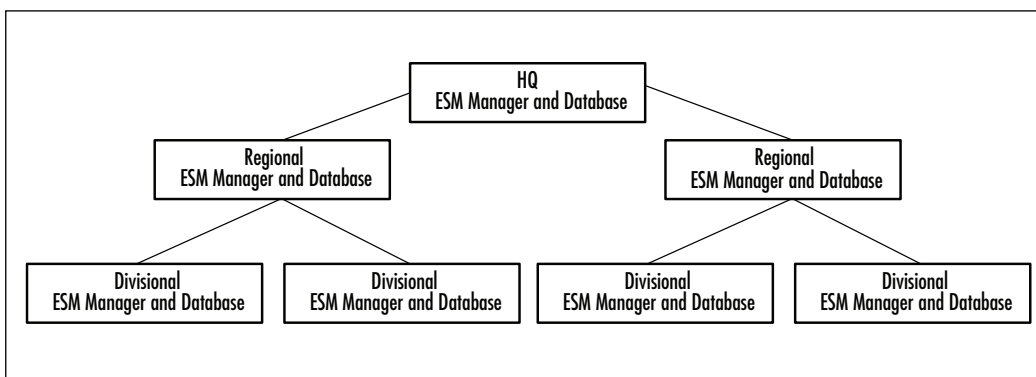 HQ
ESM Manager and Database
Regional
ESM Manager and Database
Regional
ESM Manager and Database
Divisional
ESM Manager and Database
Divisional
ESM Manager and Database
Divisional
ESM Manager and Database
Divisional
ESM Manager and Database